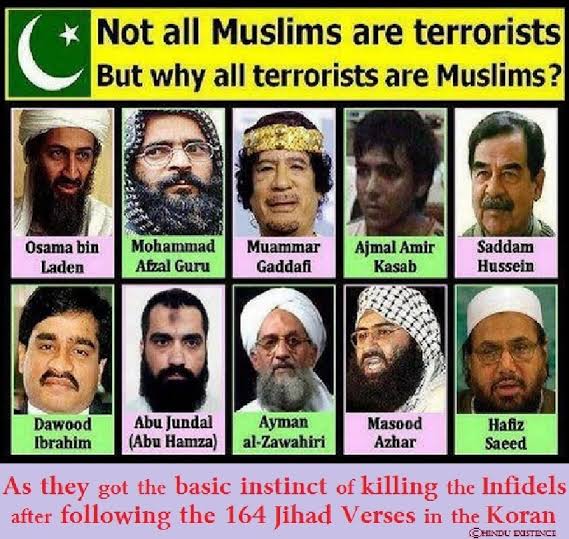 Not all Muslims are terrorists
But why all terrorists are Muslims?
Osama bin
Laden
Mohammad
Afzal Guru
Muammar
Gaddafi
Ajmal Amir
Kasab
Saddam
Hussein
Dawood
Ibrahim
Abu Jundal
(Abu Hamza)
Ayman
al-Zawahiri
Masood
Azhar
Hafiz
Saeed
As they got the basic instinct of killing the Infidels
after following the 164 Jihad Verses in the Koran
©HINDU EXISTENCE